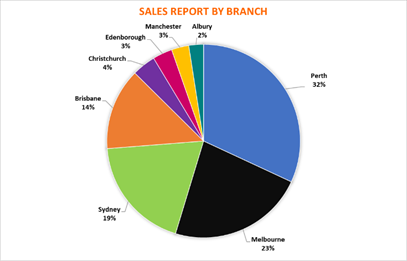 SALES REPORT BY BRANCH
Albury
2%
Manchester
3%
Edenborough
3%
Christchurch
4%
Brisbane
14%
Sydney
19%
Melbourne
23%
Perth
32%